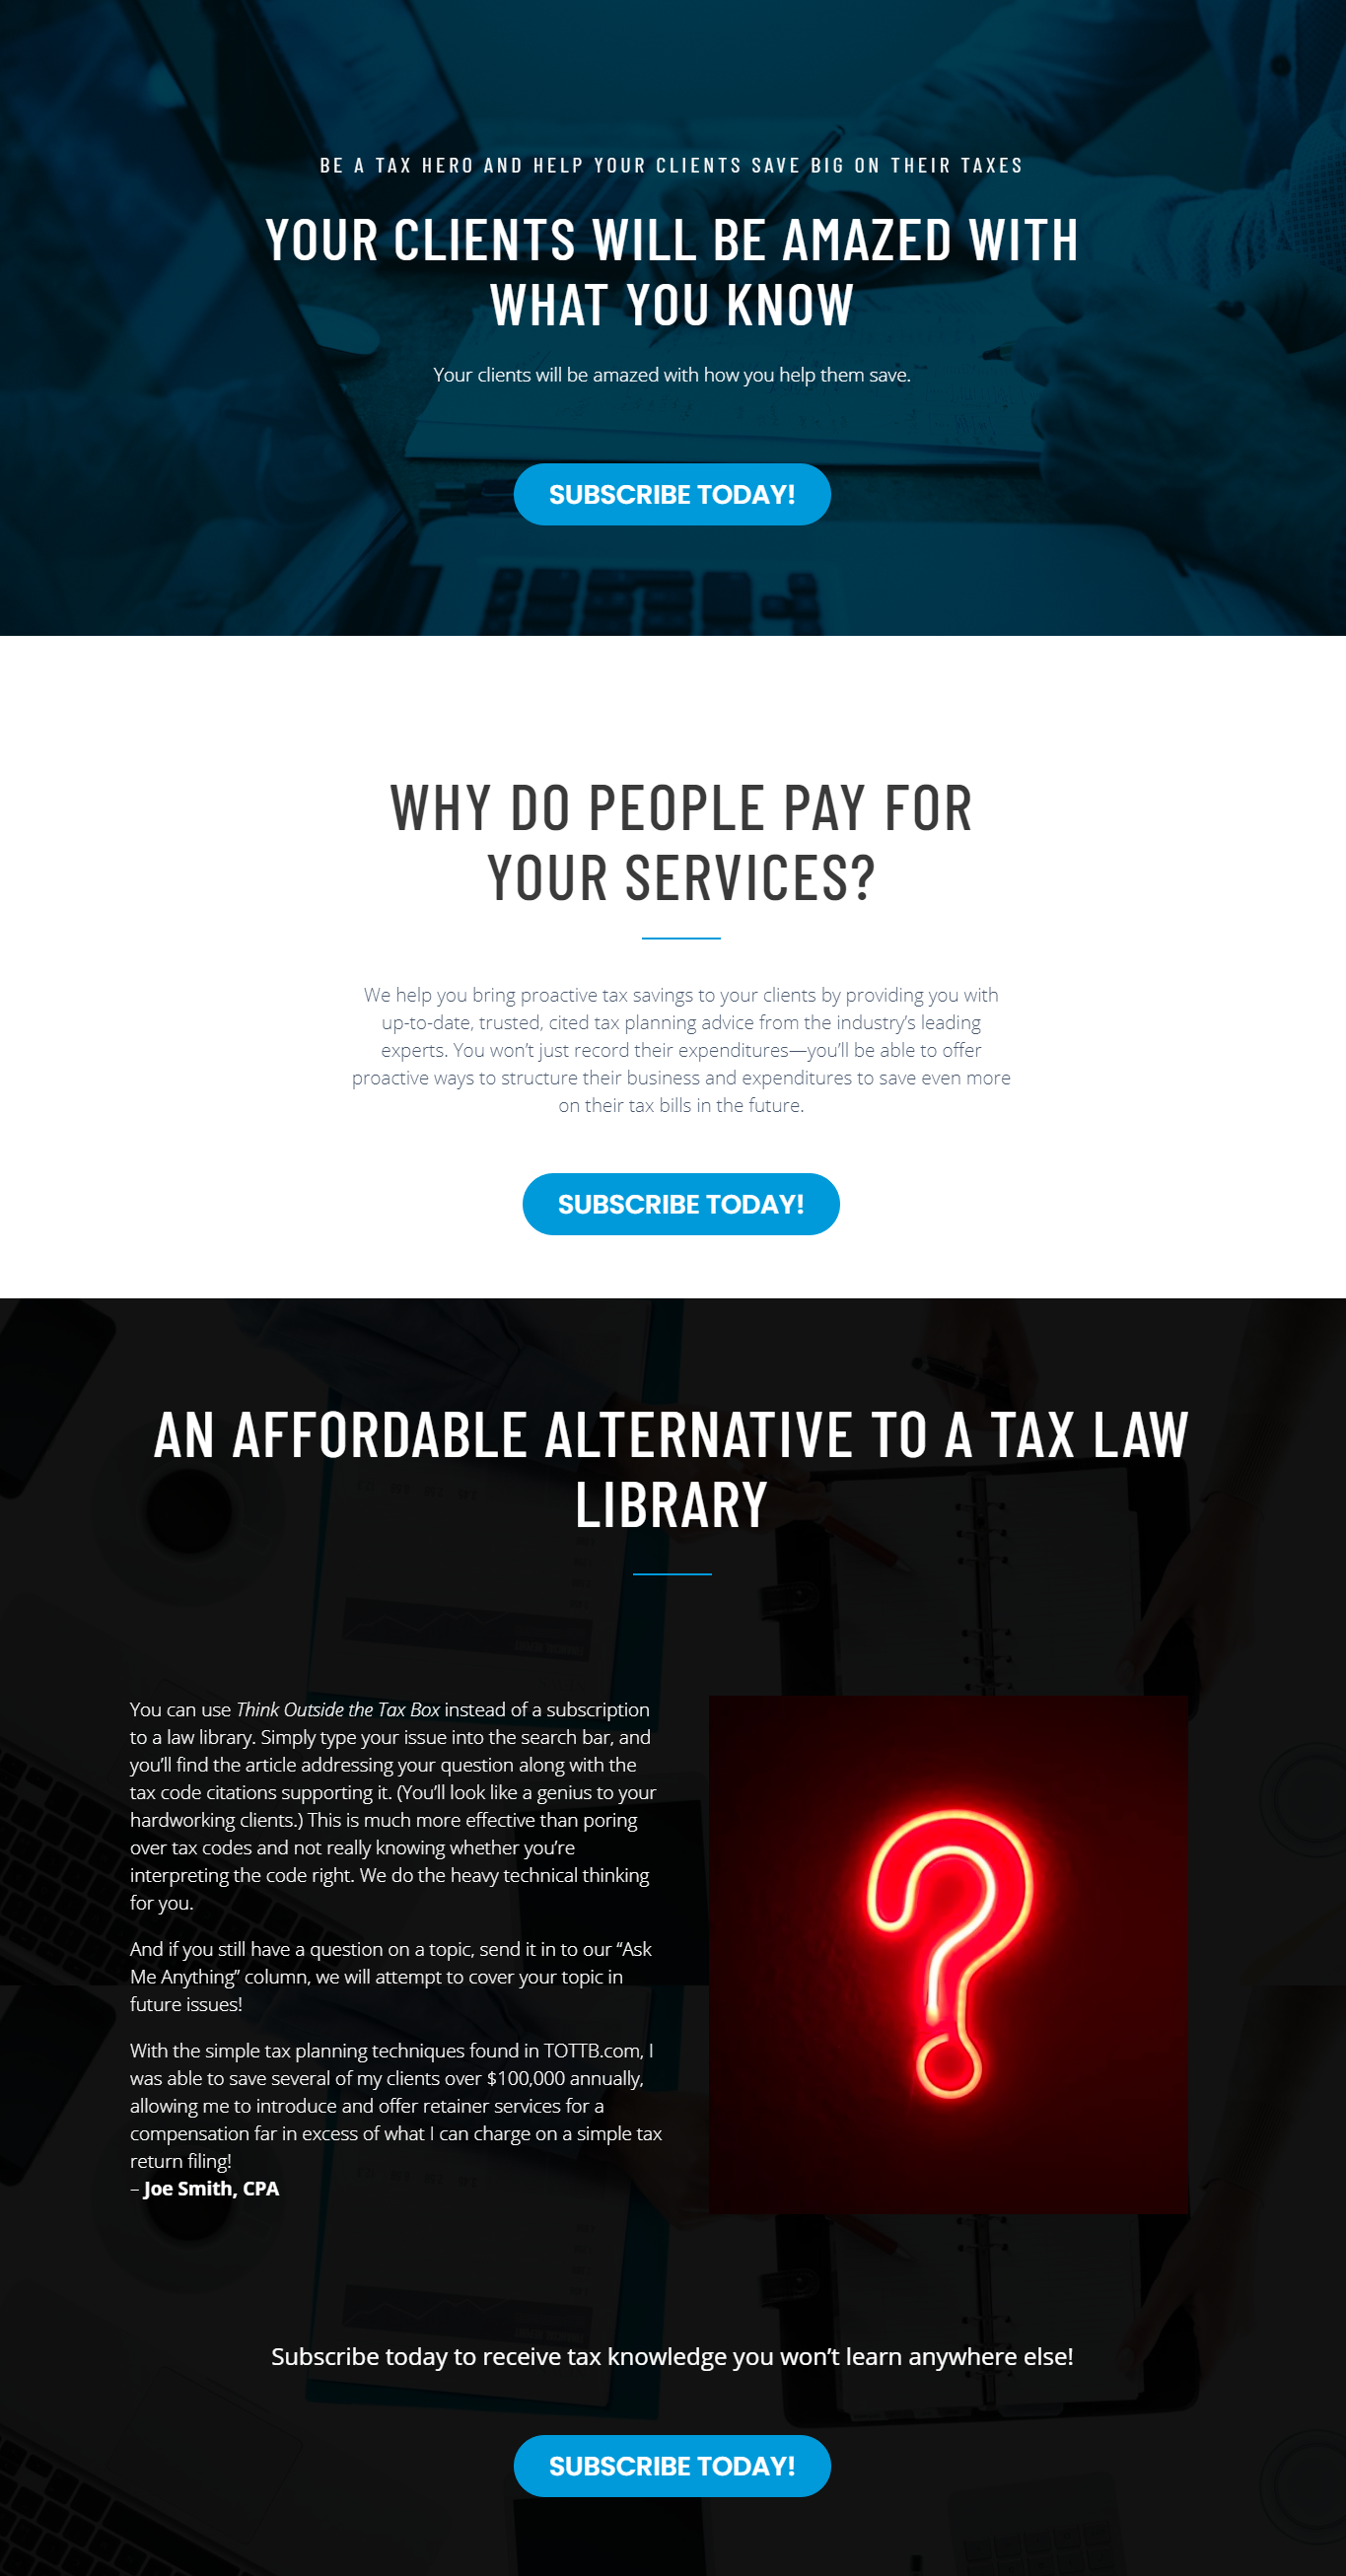 BE A TAX HERO AND HELP YOUR CLIENTS SAVE BIG ON THEIR TAXES
YOUR CLIENTS WILL BE AMAZED WITH
WHAT YOU KNOW
Your clients will be amazed with how you help them save.
SUBSCRIBE TODAY!
WHY DO PEOPLE PAY FOR
YOUR SERVICES?
We help you bring proactive tax savings to your clients by providing you with
up-to-date, trusted, cited tax planning advice from the industry’s leading
experts. You won’t just record their expenditures—you’ll be able to offer
proactive ways to structure their business and expenditures to save even more
on their tax bills in the future.
SUBSCRIBE TODAY!
AN AFFORDABLE ALTERNATIVE TO A TAX LAW
LIBRARY
You can use Think Outside the Tax Box instead of a subscription
to a law library. Simply type your issue into the search bar, and
you’ll find the article addressing your question along with the
tax code citations supporting it. (You’ll look like a genius to your
hardworking clients.) This is much more effective than poring
over tax codes and not really knowing whether you’re
interpreting the code right. We do the heavy technical thinking
for you.
And if you still have a question on a topic, send it in to our “Ask
Me Anything” column, we will attempt to cover your topic in
future issues!
With the simple tax planning techniques found in TOTTB.com, I
was able to save several of my clients over $100,000 annually,
allowing me to introduce and offer retainer services for a
compensation far in excess of what I can charge on a simple tax
return filing!
– Joe Smith, CPA
?
Subscribe today to receive tax knowledge you won’t learn anywhere else!
SUBSCRIBE TODAY!